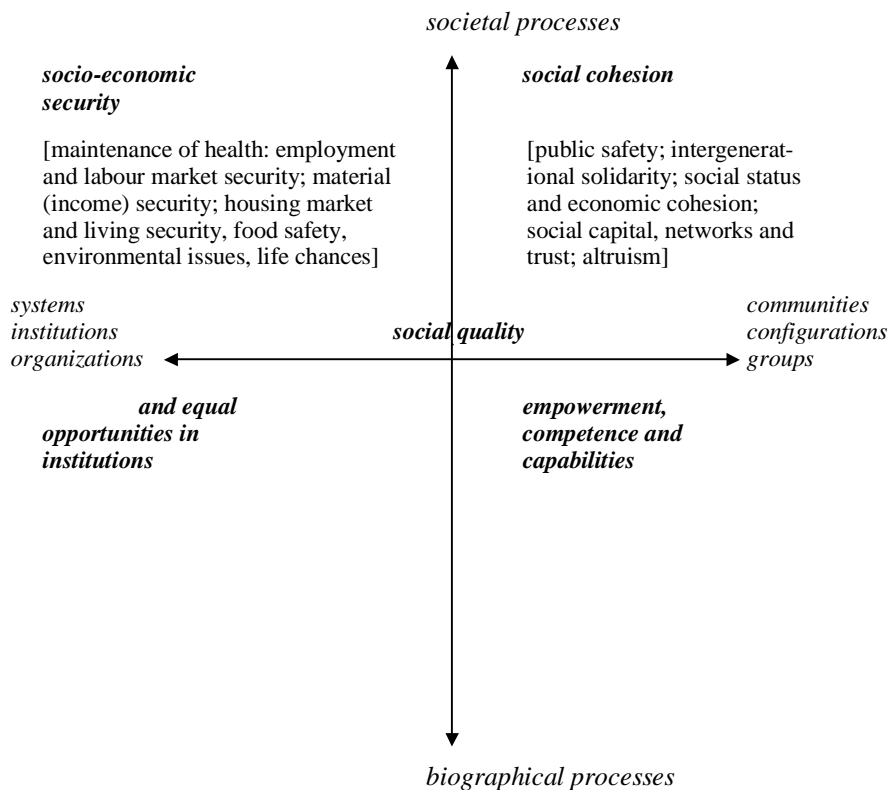 societal processes
socio-economic
security
social cohesion
[maintenance of health: employment
and labour market security; material
(income) security; housing market
and living security, food safety,
environmental issues, life chances]
[public safety; intergenerat-
ional solidarity; social status
and economic cohesion;
social capital, networks and
trust; altruism]
systems
institutions
organizations
social quality
communities
configurations
groups
and equal
opportunities in
institutions
empowerment,
competence and
capabilities
biographical processes